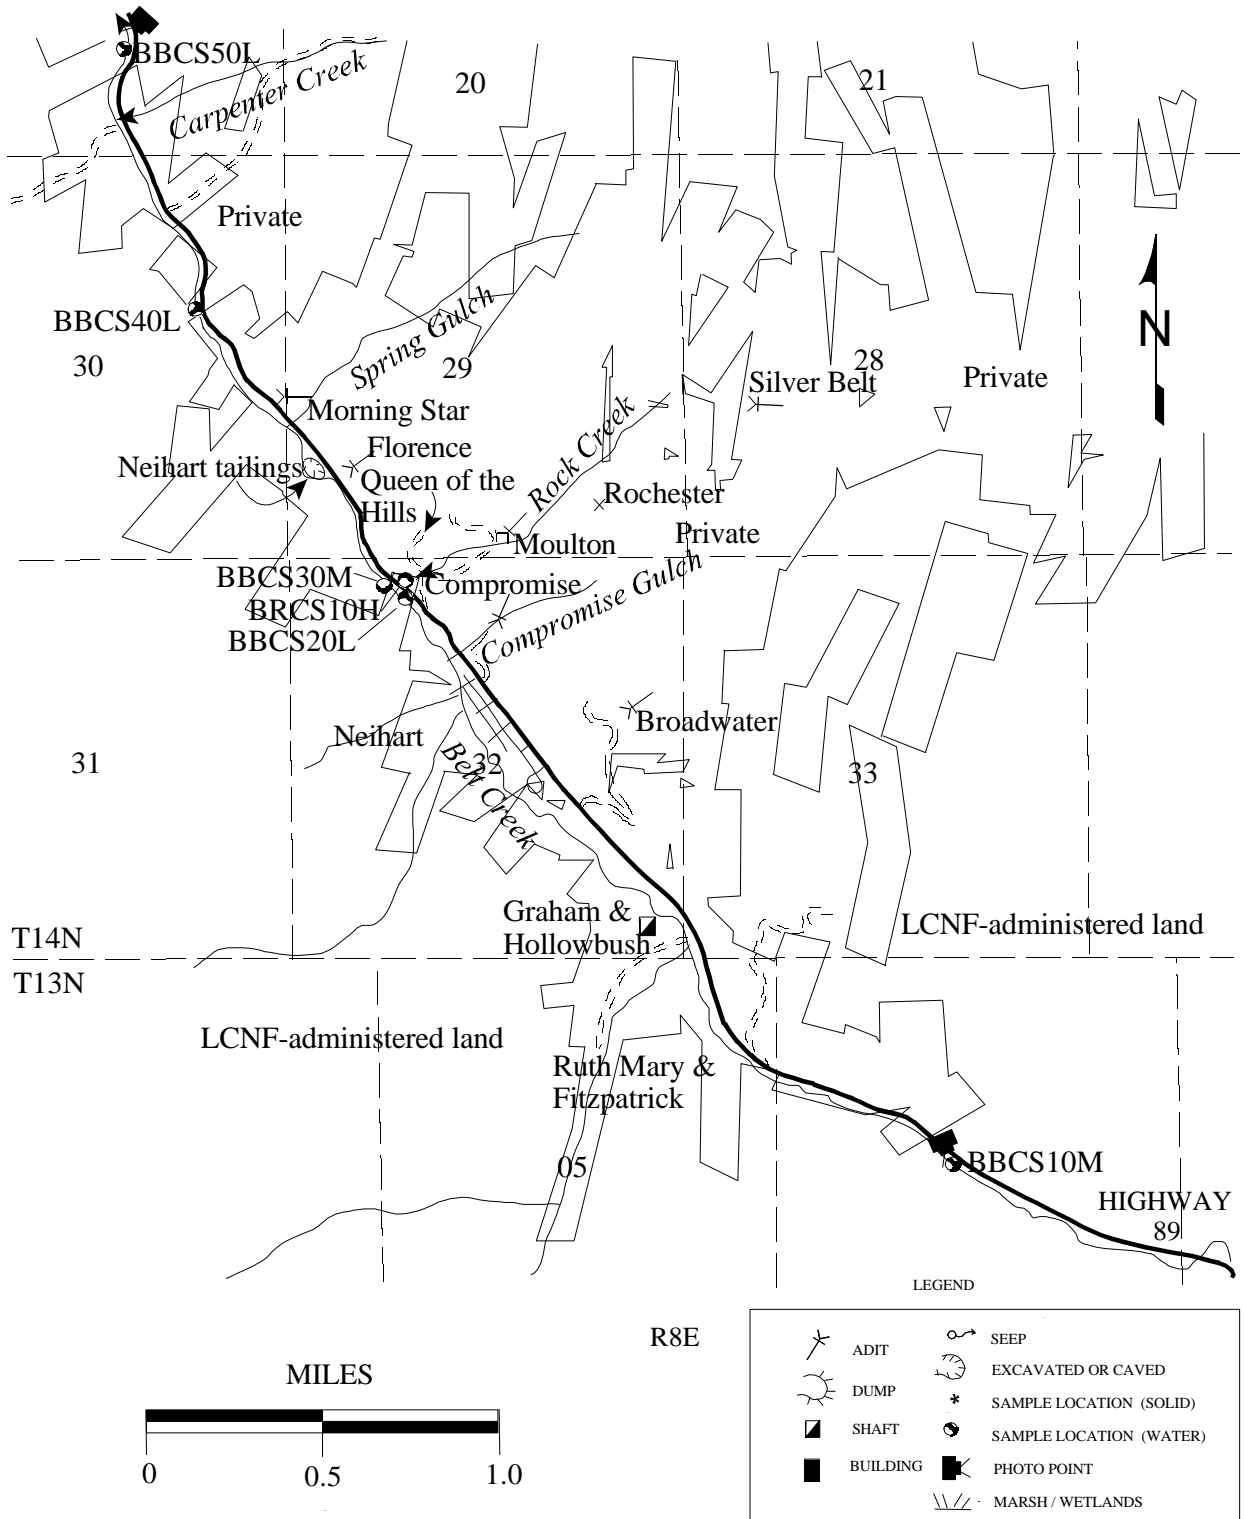 BBCS50L
Carpenter Creek
20
21
Private
BBCS40L
30
Spring Gulch
29
28
Silver Belt
Private
Morning Star
Florence
Neihart tailings
Queen of the
Hills
Rock Creek
Rochester
Private
Moulton
BBCS30M
Compromise
BRCS10H
BBCS20L
Compromise Gulch
Neihart
Broadwater
31
32
33
Belt Creek
Graham &
Hollowbush
LCNF-administered land
T14N
T13N
LCNF-administered land
Ruth Mary &
Fitzpatrick
05
BBCS10M
HIGHWAY
89
N
R8E
MILES
0 0.5 1.0
LEGEND
ADIT
DUMP
SHAFT
BUILDING
SEEP
EXCAVATED OR CAVED
SAMPLE LOCATION (SOLID)
SAMPLE LOCATION (WATER)
PHOTO POINT
MARSH / WETLANDS